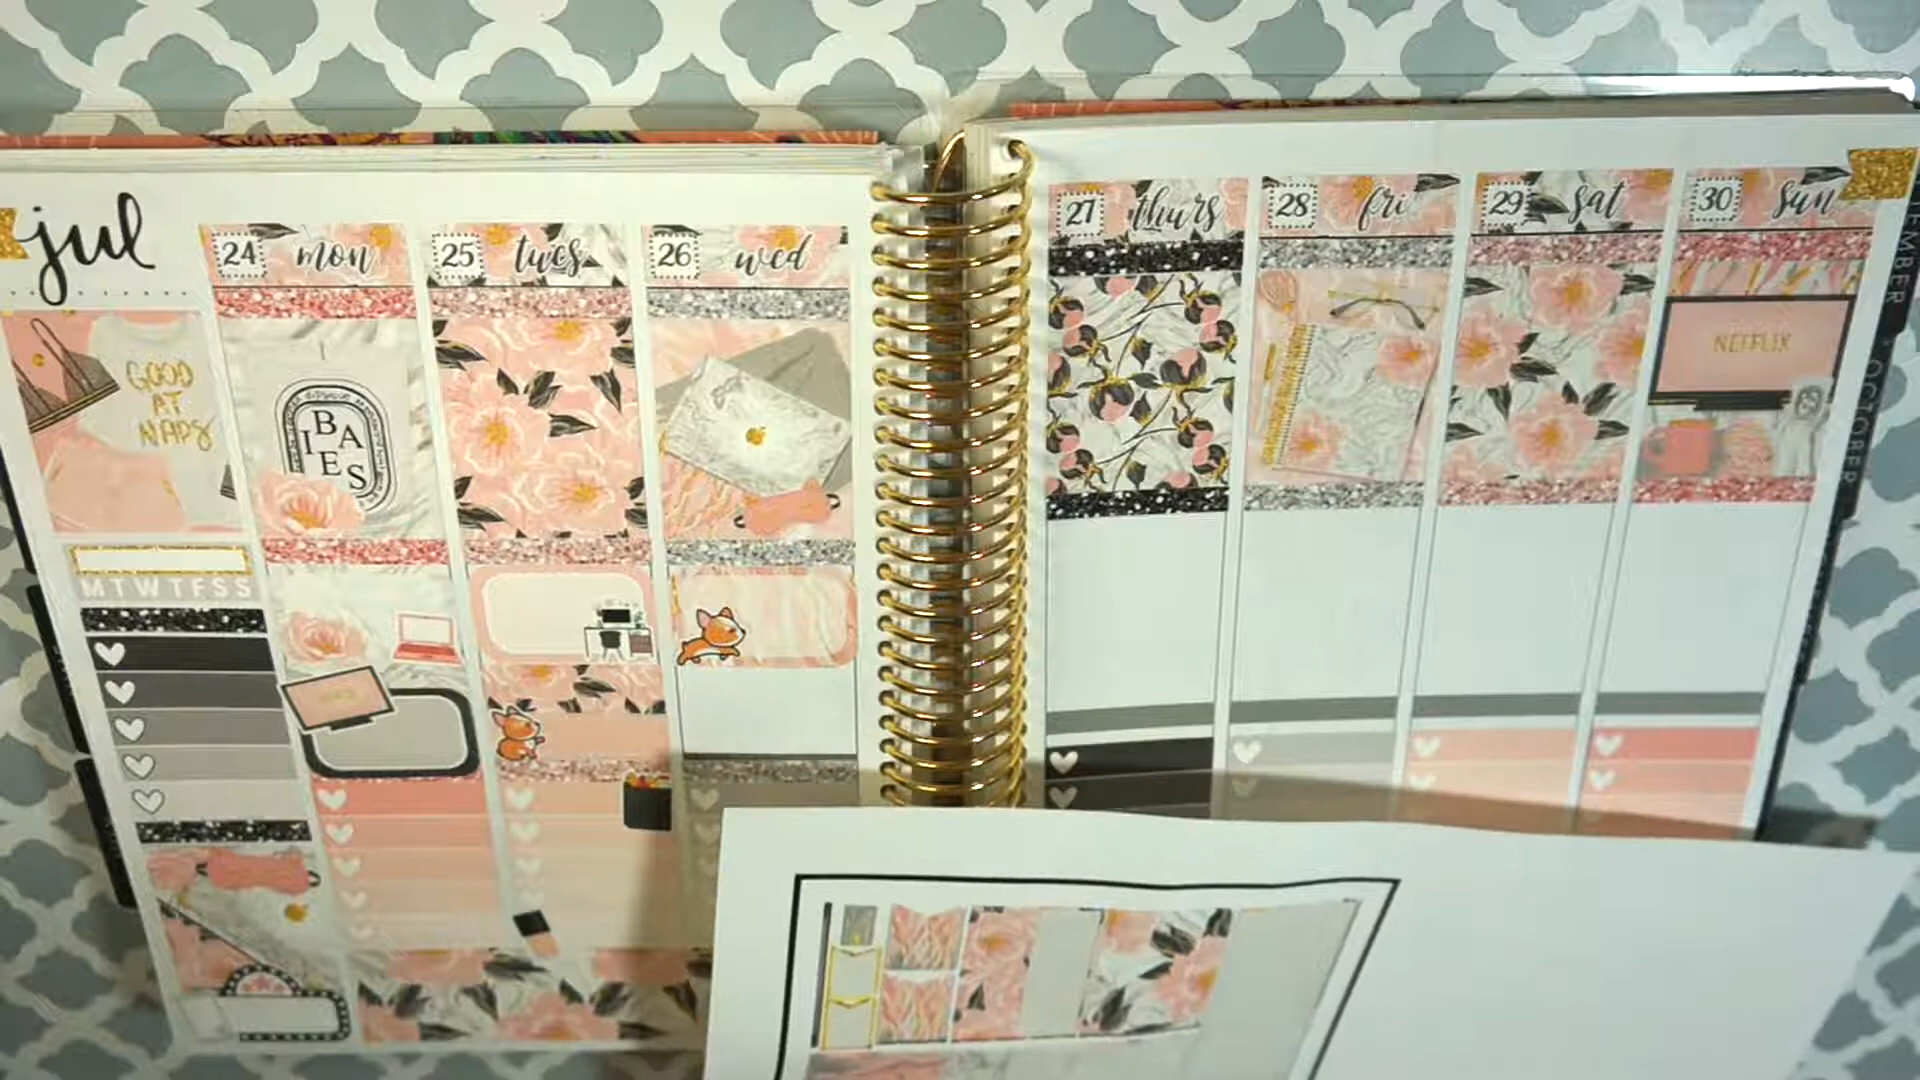 jul
24 mon
25 tues
26 wed
27 thurs
28 fri
29 sat
30 sun
GOOD
AT
NAPS
BA
IES
NETFLIX
MTWTFSS
OCTOBER